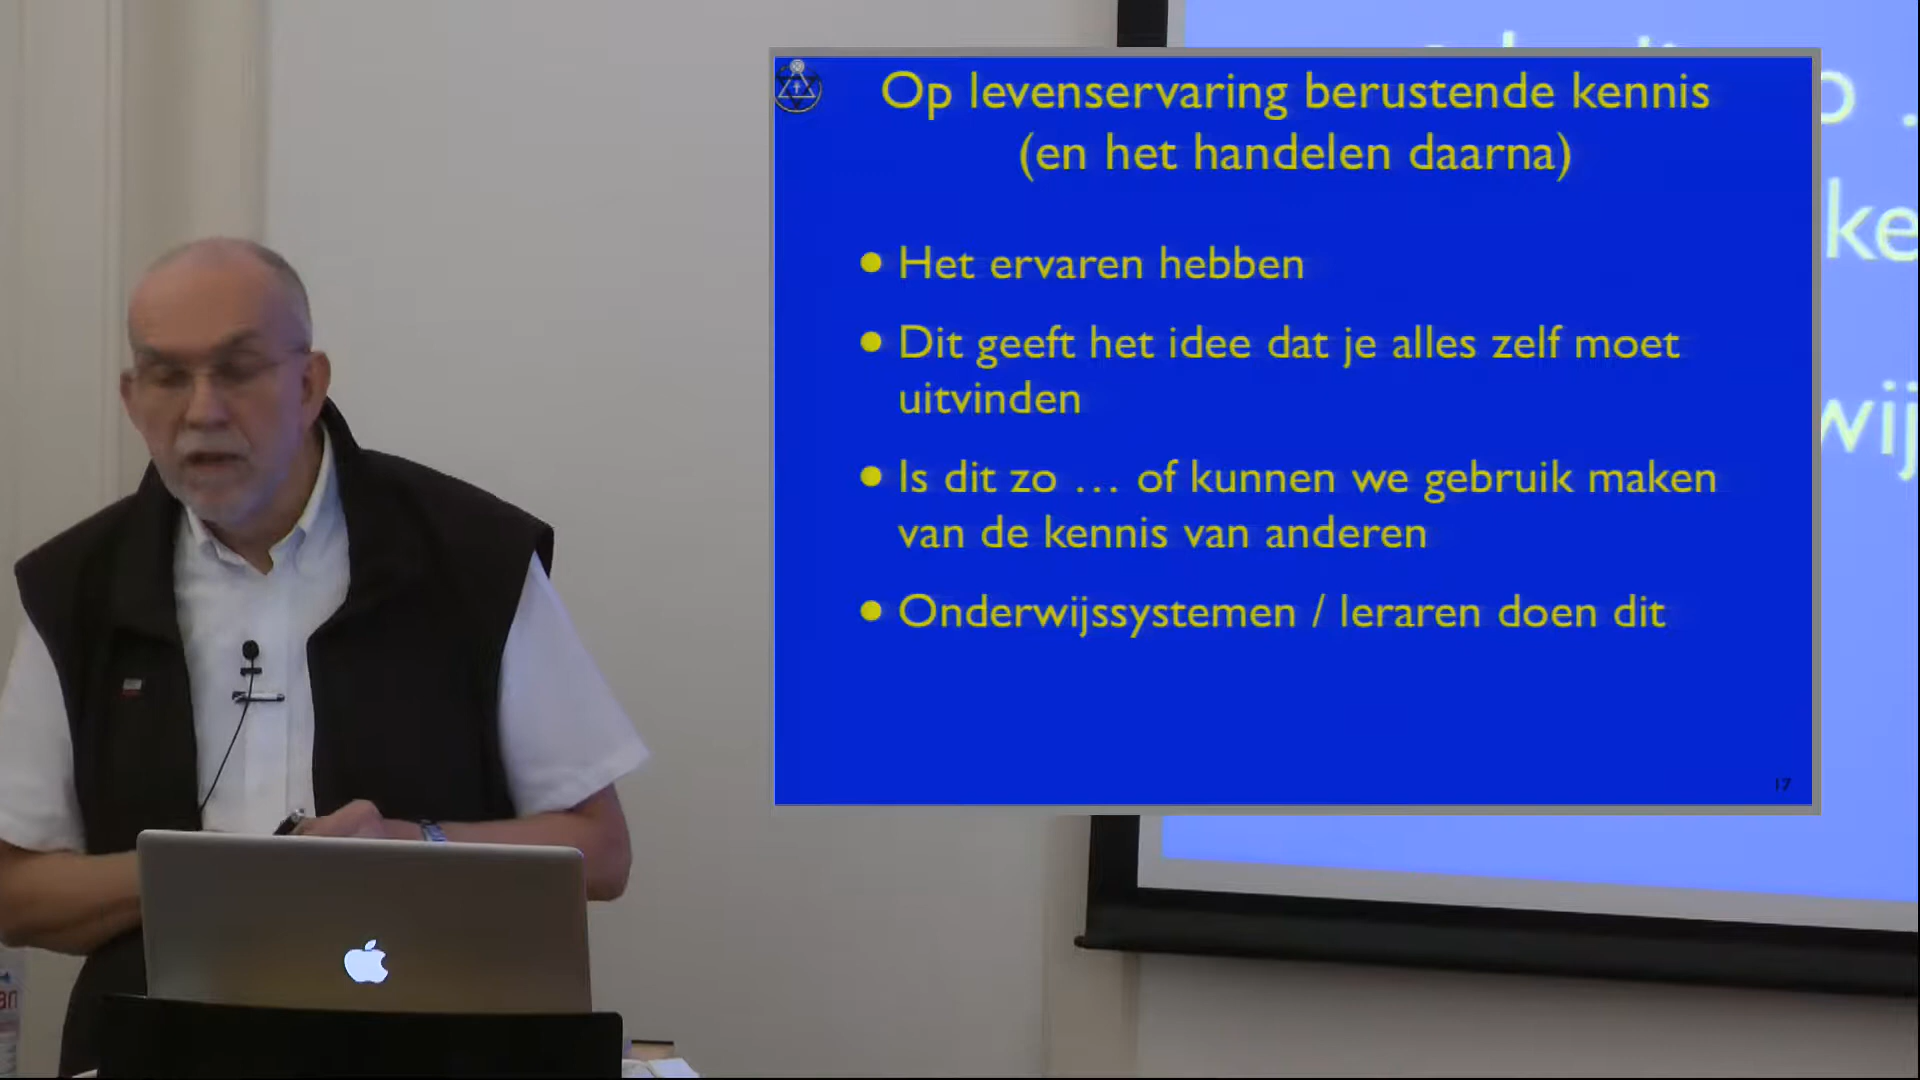 Op levenservaring berustende kennis
(en het handelen daarna)
• Het ervaren hebben
• Dit geeft het idee dat je alles zelf moet
uitvinden
• Is dit zo … of kunnen we gebruik maken
van de kennis van anderen
• Onderwijssystemen / leraren doen dit
17
ke
wij